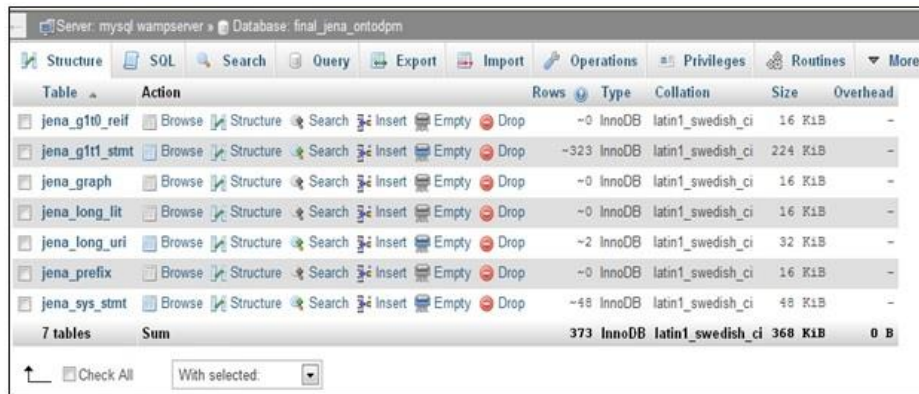 Server: mysql wampserver » Database: final_jena_ontodpm
Structure SQL Search Query Export Import Operations Privileges Routines More
Table Action Rows Type Collation Size Overhead
jena_g1t0_reif Browse Structure Search Insert Empty Drop ~0 InnoDB latin1_swedish_ci 16 KiB -
jena_g1t1_stmt Browse Structure Search Insert Empty Drop ~323 InnoDB latin1_swedish_ci 224 KiB -
jena_graph Browse Structure Search Insert Empty Drop ~0 InnoDB latin1_swedish_ci 16 KiB -
jena_long_lit Browse Structure Search Insert Empty Drop ~0 InnoDB latin1_swedish_ci 16 KiB -
jena_long_uri Browse Structure Search Insert Empty Drop ~2 InnoDB latin1_swedish_ci 32 KiB -
jena_prefix Browse Structure Search Insert Empty Drop ~0 InnoDB latin1_swedish_ci 16 KiB -
jena_sys_stmt Browse Structure Search Insert Empty Drop ~48 InnoDB latin1_swedish_ci 48 KiB -
7 tables Sum 373 InnoDB latin1_swedish_ci 368 KiB 0 B
Check All With selected: